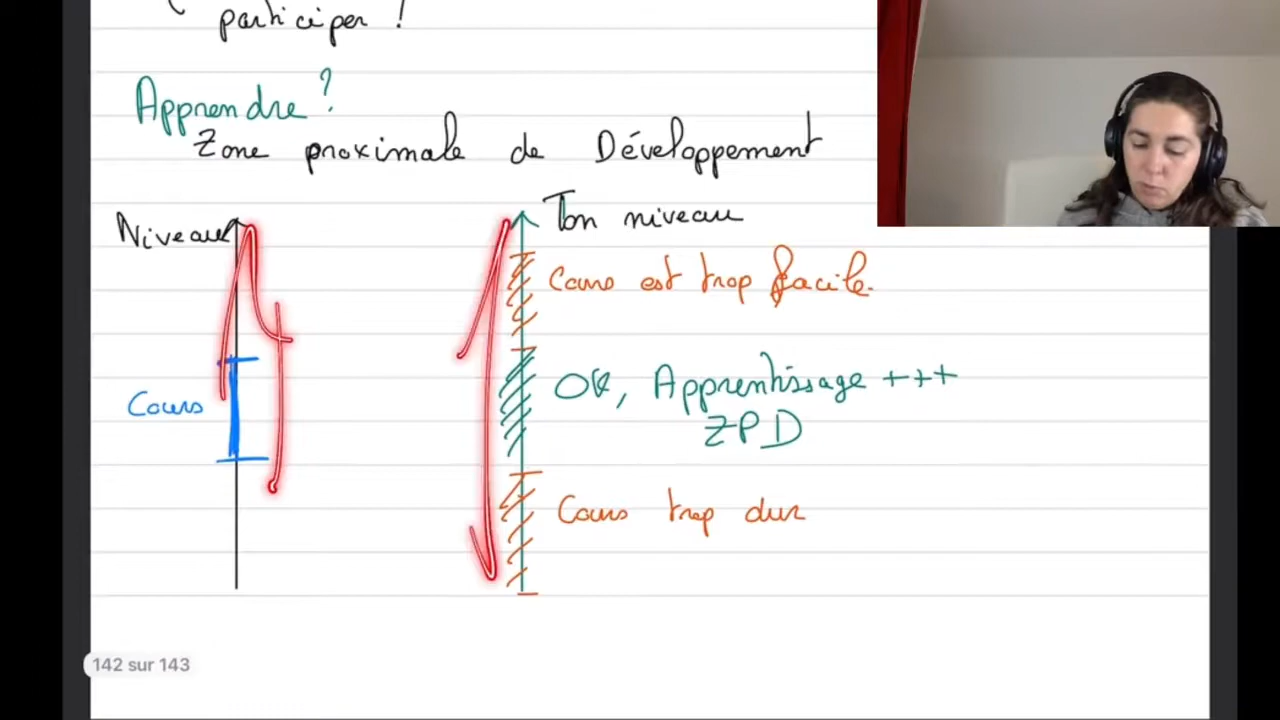 participer !
Apprendre ?
Zone proximale de Développement
Niveau
Ton niveau
Cours est trop facile.
Cours
OK, Apprentissage +++
ZPD
Cours trop dur
142 sur 143